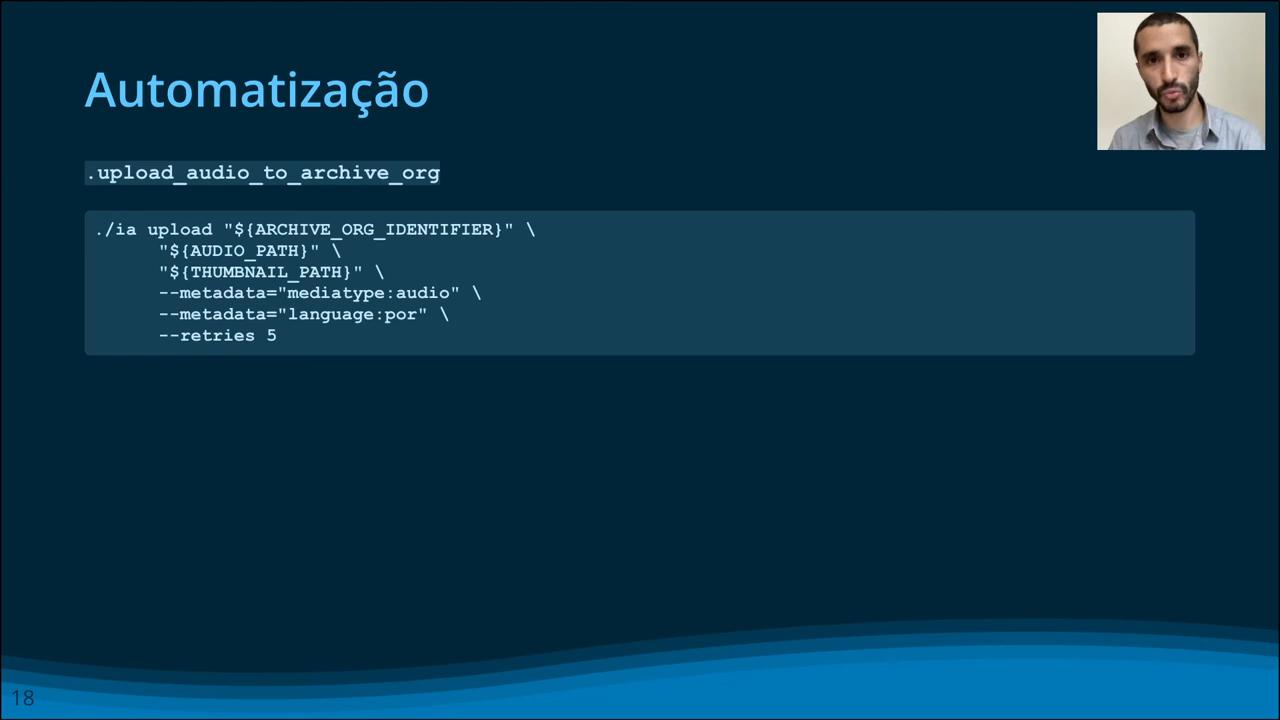 Automatização
.upload_audio_to_archive_org
./ia upload "${ARCHIVE_ORG_IDENTIFIER}" \
"${AUDIO_PATH}" \
"${THUMBNAIL_PATH}" \
--metadata="mediatype:audio" \
--metadata="language:por" \
--retries 5
18